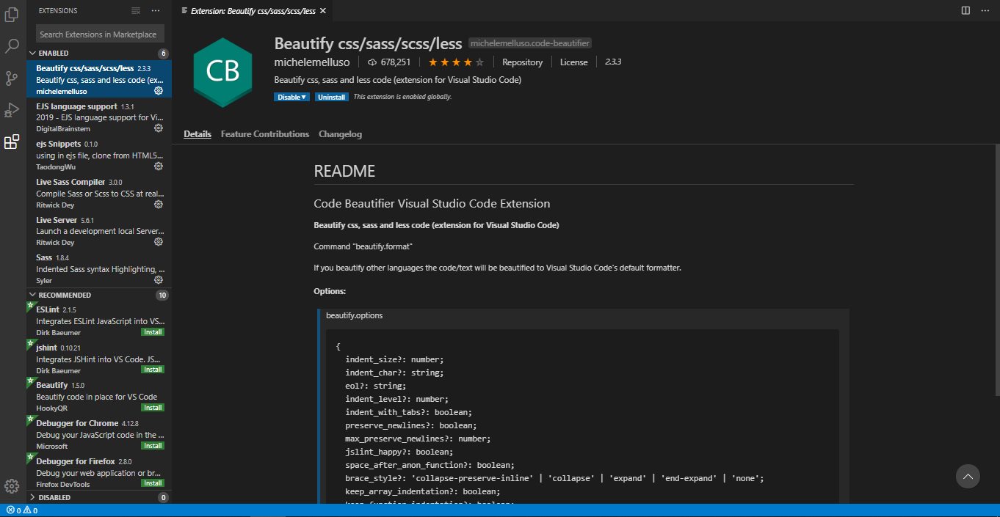 EXTENSIONS
Search Extensions in Marketplace
ENABLED 6
Beautify css/sass/scss/less 2.3.3
Beautify css, sass and less code (ex...
michelemelluso
EJS language support 1.3.1
2019 - EJS language support for Vi...
DigitalBrainstem
ejs Snippets 0.1.0
using in ejs file, clone from HTML5...
TaodongWu
Live Sass Compiler 3.0.0
Compile Sass or Scss to CSS at real...
Ritwick Dey
Live Server 5.6.1
Launch a development local Server...
Ritwick Dey
Sass 1.8.4
Indented Sass syntax Highlighting, ...
Syler
RECOMMENDED 10
ESLint 2.1.5
Integrates ESLint JavaScript into VS...
Dirk Baeumer Install
jshint 0.10.21
Integrates JSHint into VS Code. JS...
Dirk Baeumer Install
Beautify 1.5.0
Beautify code in place for VS Code
HookyQR Install
Debugger for Chrome 4.12.8
Debug your JavaScript code in the ...
Microsoft Install
Debugger for Firefox 2.8.0
Debug your web application or br...
Firefox DevTools Install
DISABLED 0
0 0
Extension: Beautify css/sass/scss/less
CB
Beautify css/sass/scss/less michelemelluso.code-beautifier
michelemelluso 678,251 Repository License 2.3.3
Beautify css, sass and less code (extension for Visual Studio Code)
Disable Uninstall This extension is enabled globally.
Details Feature Contributions Changelog
README
Code Beautifier Visual Studio Code Extension
Beautify css, sass and less code (extension for Visual Studio Code)
Command "beautify.format"
If you beautify other languages the code/text will be beautified to Visual Studio Code's default formatter.
Options:
beautify.options
{
indent_size?: number;
indent_char?: string;
eol?: string;
indent_level?: number;
indent_with_tabs?: boolean;
preserve_newlines?: boolean;
max_preserve_newlines?: number;
jslint_happy?: boolean;
space_after_anon_function?: boolean;
brace_style?: 'collapse-preserve-inline' | 'collapse' | 'expand' | 'end-expand' | 'none';
keep_array_indentation?: boolean;
keep_function_indentation?: boolean;